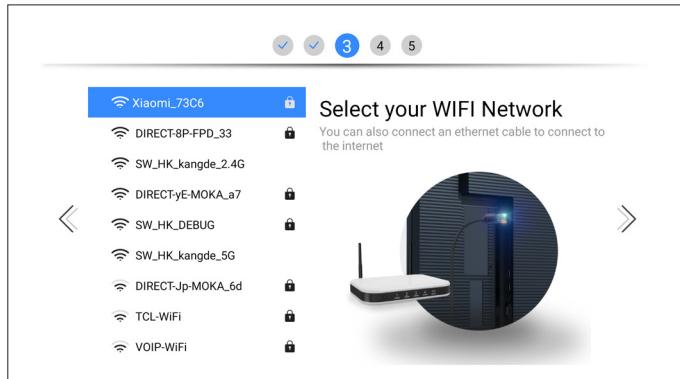 3 4 5
Xiaomi_73C6
DIRECT-8P-FPD_33
SW_HK_kangde_2.4G
DIRECT-yE-MOKA_a7
SW_HK_DEBUG
SW_HK_kangde_5G
DIRECT-Jp-MOKA_6d
TCL-WiFi
VOIP-WiFi
Select your WIFI Network
You can also connect an ethernet cable to connect to
the internet